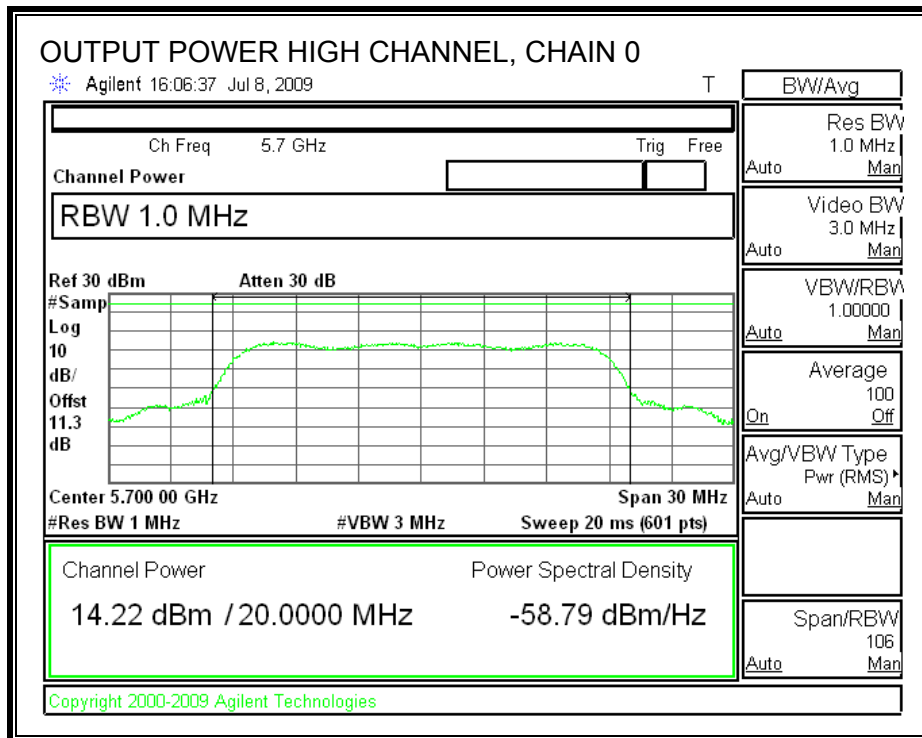 OUTPUT POWER HIGH CHANNEL, CHAIN 0
Agilent 16:06:37 Jul 8, 2009 T
Ch Freq 5.7 GHz Trig Free
Channel Power
RBW 1.0 MHz
Ref 30 dBm Atten 30 dB
#Samp
Log
10
dB/
Offst
11.3
dB
Center 5.700 00 GHz Span 30 MHz
#Res BW 1 MHz #VBW 3 MHz Sweep 20 ms (601 pts)
Channel Power Power Spectral Density
14.22 dBm / 20.0000 MHz -58.79 dBm/Hz
Copyright 2000-2009 Agilent Technologies
BW/Avg
Res BW
1.0 MHz
Auto Man
Video BW
3.0 MHz
Auto Man
VBW/RBW
1.00000
Auto Man
Average
100
On Off
Avg/VBW Type
Pwr (RMS)
Auto Man
Span/RBW
106
Auto Man